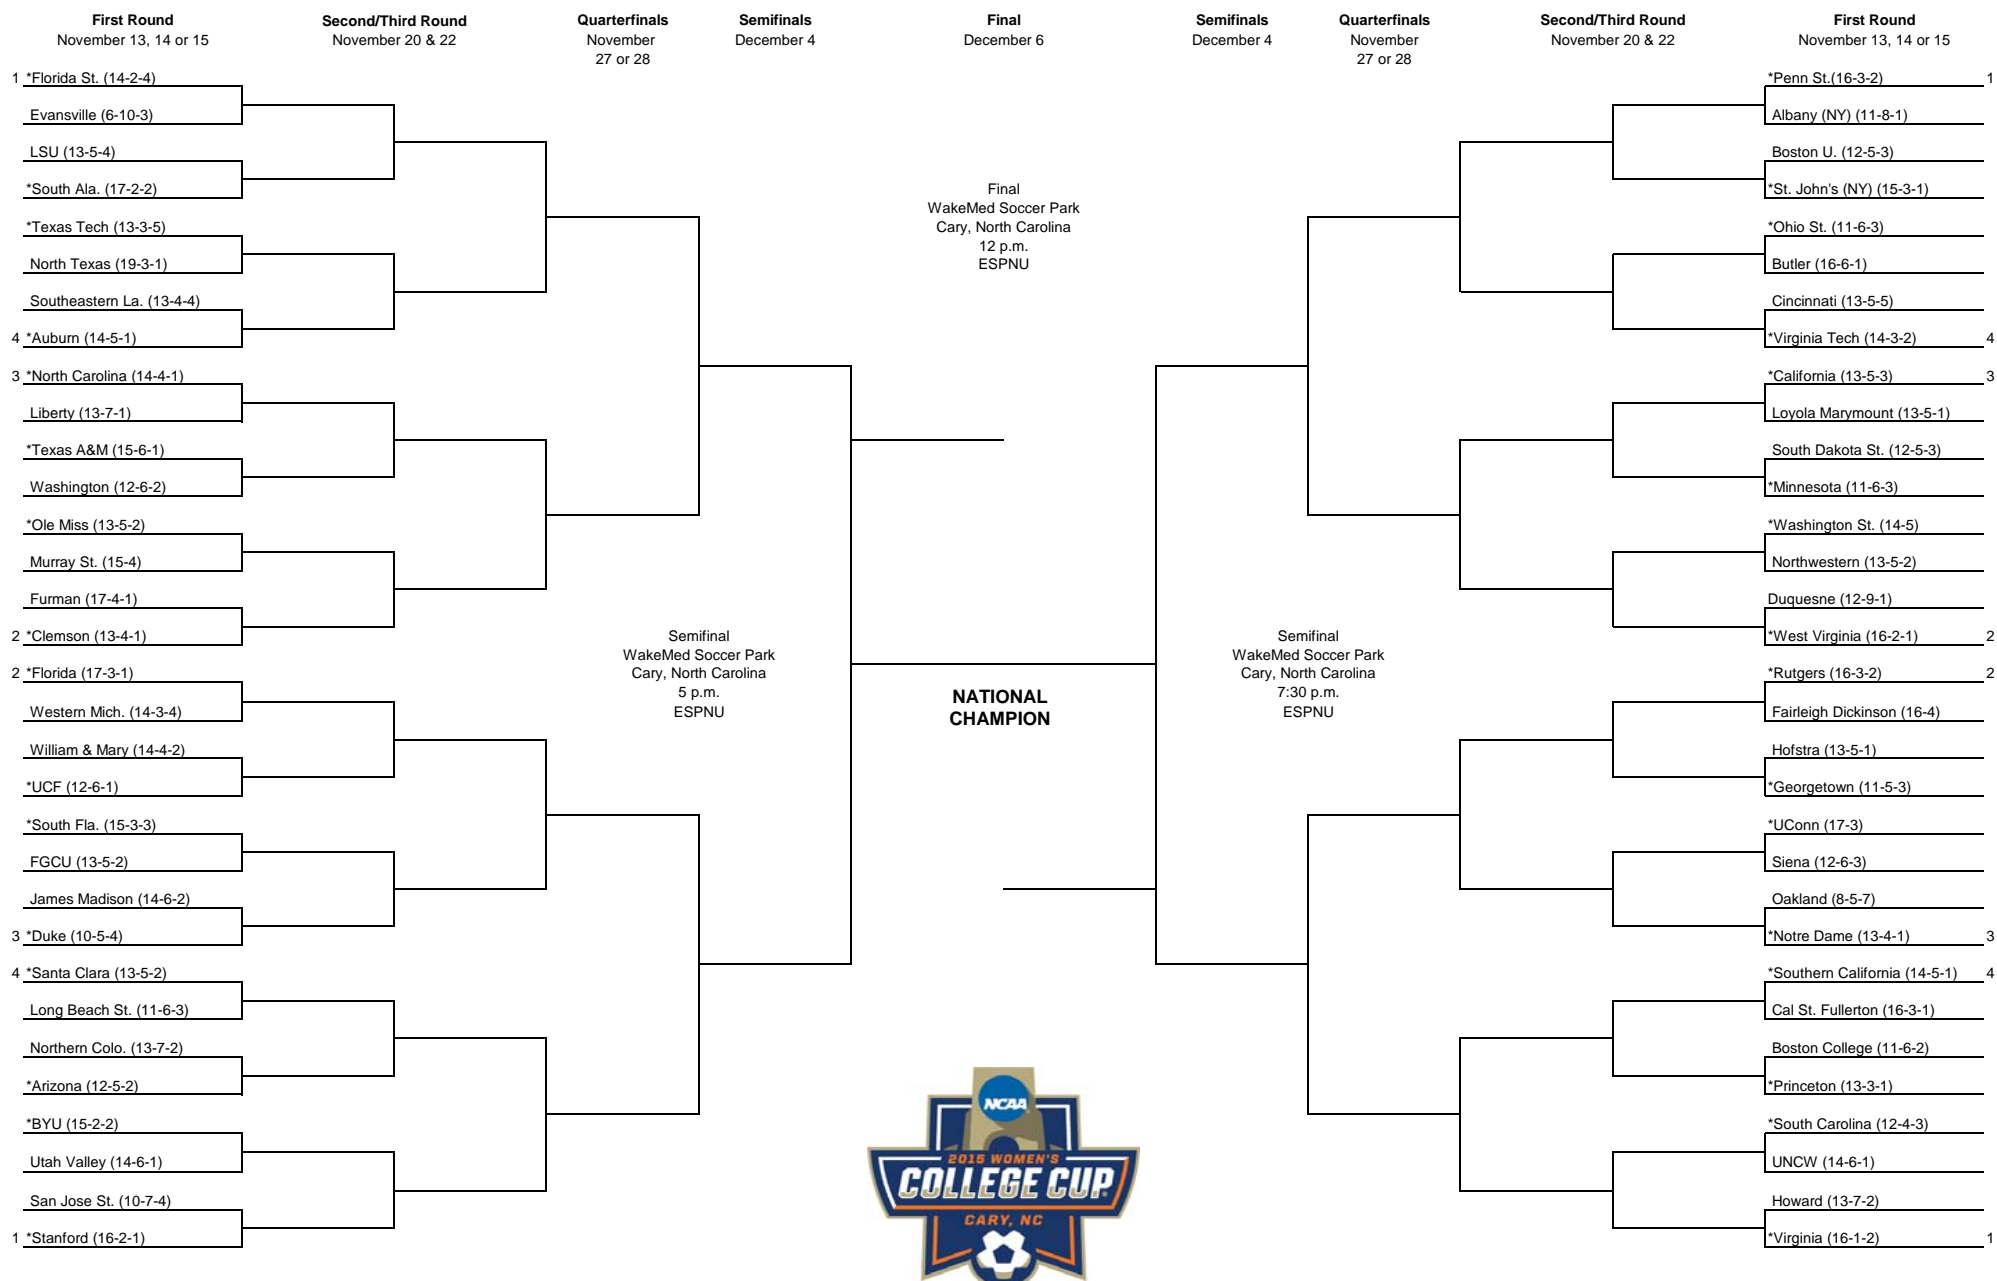 First Round
November 13, 14 or 15
Second/Third Round
November 20 & 22
Quarterfinals
November
27 or 28
Semifinals
December 4
Final
December 6
Semifinals
December 4
Quarterfinals
November
27 or 28
Second/Third Round
November 20 & 22
First Round
November 13, 14 or 15
1 *Florida St. (14-2-4)
Evansville (6-10-3)
LSU (13-5-4)
*South Ala. (17-2-2)
*Texas Tech (13-3-5)
North Texas (19-3-1)
Southeastern La. (13-4-4)
4 *Auburn (14-5-1)
3 *North Carolina (14-4-1)
Liberty (13-7-1)
*Texas A&M (15-6-1)
Washington (12-6-2)
*Ole Miss (13-5-2)
Murray St. (15-4)
Furman (17-4-1)
2 *Clemson (13-4-1)
2 *Florida (17-3-1)
Western Mich. (14-3-4)
William & Mary (14-4-2)
*UCF (12-6-1)
*South Fla. (15-3-3)
FGCU (13-5-2)
James Madison (14-6-2)
3 *Duke (10-5-4)
4 *Santa Clara (13-5-2)
Long Beach St. (11-6-3)
Northern Colo. (13-7-2)
*Arizona (12-5-2)
*BYU (15-2-2)
Utah Valley (14-6-1)
San Jose St. (10-7-4)
1 *Stanford (16-2-1)
Semifinal
WakeMed Soccer Park
Cary, North Carolina
5 p.m.
ESPNU
Final
WakeMed Soccer Park
Cary, North Carolina
12 p.m.
ESPNU
NATIONAL
CHAMPION
NCAA
2015 WOMEN'S
COLLEGE CUP
CARY, NC
Semifinal
WakeMed Soccer Park
Cary, North Carolina
7:30 p.m.
ESPNU
*Penn St.(16-3-2) 1
Albany (NY) (11-8-1)
Boston U. (12-5-3)
*St. John's (NY) (15-3-1)
*Ohio St. (11-6-3)
Butler (16-6-1)
Cincinnati (13-5-5)
*Virginia Tech (14-3-2) 4
*California (13-5-3) 3
Loyola Marymount (13-5-1)
South Dakota St. (12-5-3)
*Minnesota (11-6-3)
*Washington St. (14-5)
Northwestern (13-5-2)
Duquesne (12-9-1)
*West Virginia (16-2-1) 2
*Rutgers (16-3-2) 2
Fairleigh Dickinson (16-4)
Hofstra (13-5-1)
*Georgetown (11-5-3)
*UConn (17-3)
Siena (12-6-3)
Oakland (8-5-7)
*Notre Dame (13-4-1) 3
*Southern California (14-5-1) 4
Cal St. Fullerton (16-3-1)
Boston College (11-6-2)
*Princeton (13-3-1)
*South Carolina (12-4-3)
UNCW (14-6-1)
Howard (13-7-2)
*Virginia (16-1-2) 1